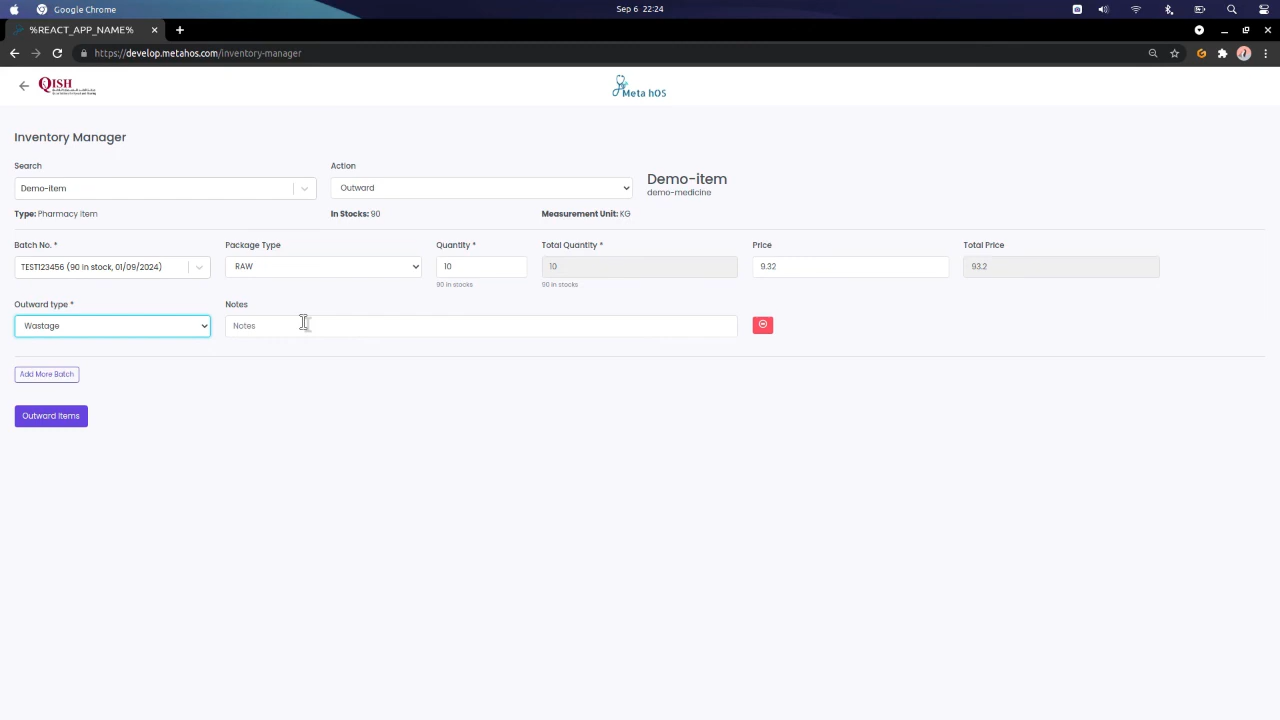 Google Chrome
Sep 6 22:24
%REACT_APP_NAME%
https://develop.metahos.com/inventory-manager
QISH
Meta hOS
Inventory Manager
Search
Action
Demo-item
Outward
Demo-item
demo-medicine
Type: Pharmacy Item
In Stocks: 90
Measurement Unit: KG
Batch No. *
Package Type
Quantity *
Total Quantity *
Price
Total Price
TEST123456 (90 in stock, 01/09/2024)
RAW
10
10
9.32
93.2
90 in stocks
90 in stocks
Outward type *
Notes
Wastage
Notes
Add More Batch
Outward Items